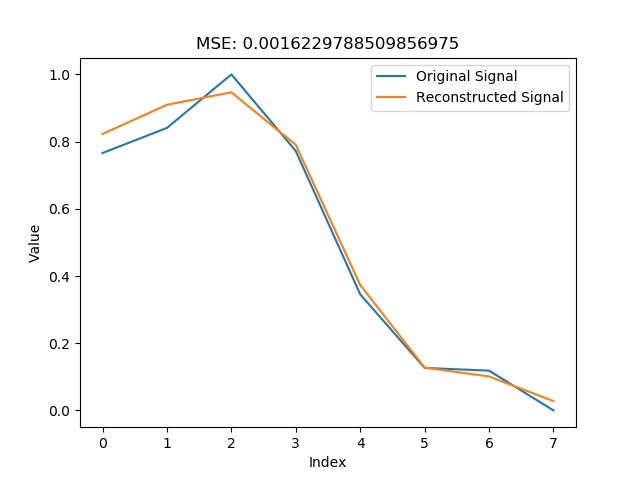 MSE: 0.0016229788509856975
Original Signal
Reconstructed Signal
1.0
0.8
0.6
0.4
0.2
0.0
Value
0 1 2 3 4 5 6 7
Index